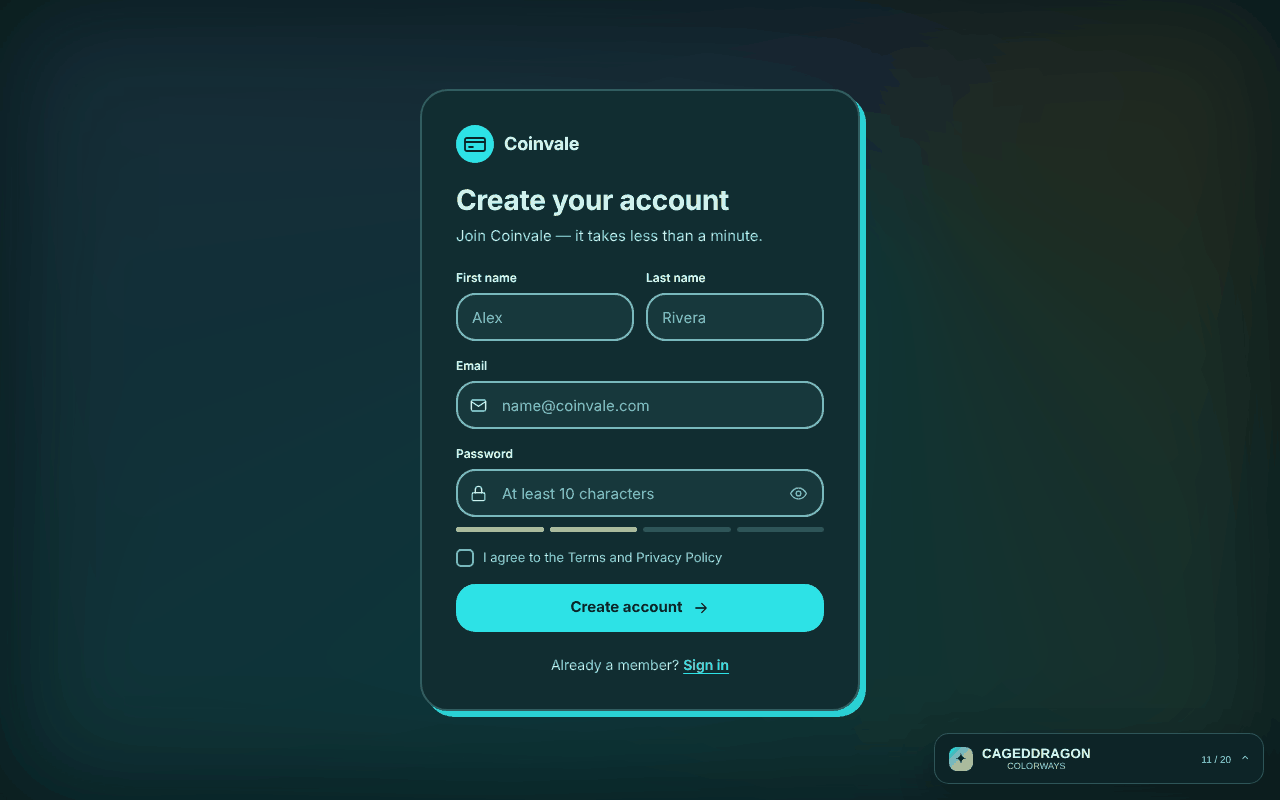 Coinvale
Create your account
Join Coinvale — it takes less than a minute.
First name
Last name
Alex
Rivera
Email
name@coinvale.com
Password
At least 10 characters
I agree to the Terms and Privacy Policy
Create account →
Already a member? Sign in
CAGEDDRAGON
COLORWAYS
11 / 20